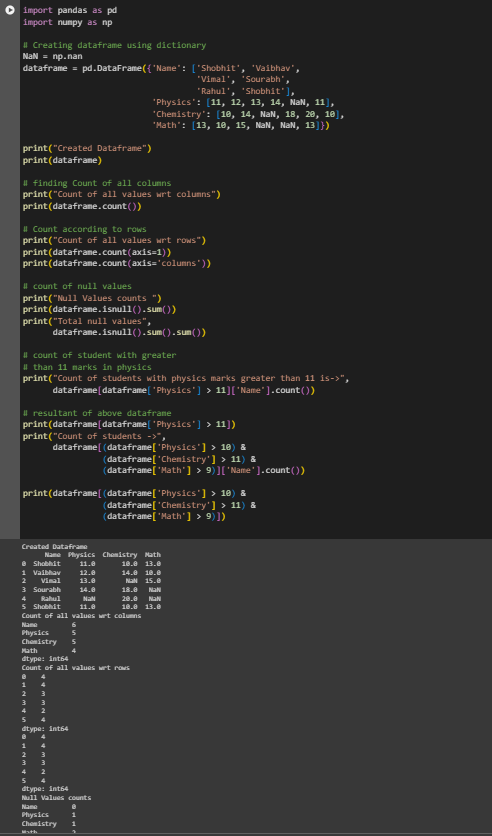 import pandas as pd
import numpy as np
# Creating dataframe using dictionary
NaN = np.nan
dataframe = pd.DataFrame({'Name': ['Shobhit', 'Vaibhav',
'Vimal', 'Sourabh',
'Rahul', 'Shobhit'],
'Physics': [11, 12, 13, 14, NaN, 11],
'Chemistry': [10, 14, NaN, 18, 20, 10],
'Math': [13, 10, 15, NaN, NaN, 13]})
print("Created Dataframe")
print(dataframe)
# finding Count of all columns
print("Count of all values wrt columns")
print(dataframe.count())
# Count according to rows
print("Count of all values wrt rows")
print(dataframe.count(axis=1))
print(dataframe.count(axis='columns'))
# count of null values
print("Null Values counts ")
print(dataframe.isnull().sum())
print("Total null values",
dataframe.isnull().sum().sum())
# count of student with greater
# than 11 marks in physics
print("Count of students with physics marks greater than 11 is->",
dataframe[dataframe['Physics'] > 11]['Name'].count())
# resultant of above dataframe
print(dataframe[dataframe['Physics'] > 11])
print("Count of students ->",
dataframe[(dataframe['Physics'] > 10) &
(dataframe['Chemistry'] > 11) &
(dataframe['Math'] > 9)]['Name'].count())
print(dataframe[(dataframe['Physics'] > 10) &
(dataframe['Chemistry'] > 11) &
(dataframe['Math'] > 9)])
Created Dataframe
Name Physics Chemistry Math
0 Shobhit 11.0 10.0 13.0
1 Vaibhav 12.0 14.0 10.0
2 Vimal 13.0 NaN 15.0
3 Sourabh 14.0 18.0 NaN
4 Rahul NaN 20.0 NaN
5 Shobhit 11.0 10.0 13.0
Count of all values wrt columns
Name 6
Physics 5
Chemistry 5
Math 4
dtype: int64
Count of all values wrt rows
0 4
1 4
2 3
3 3
4 2
5 4
dtype: int64
0 4
1 4
2 3
3 3
4 2
5 4
dtype: int64
Null Values counts
Name 0
Physics 1
Chemistry 1
Math 2